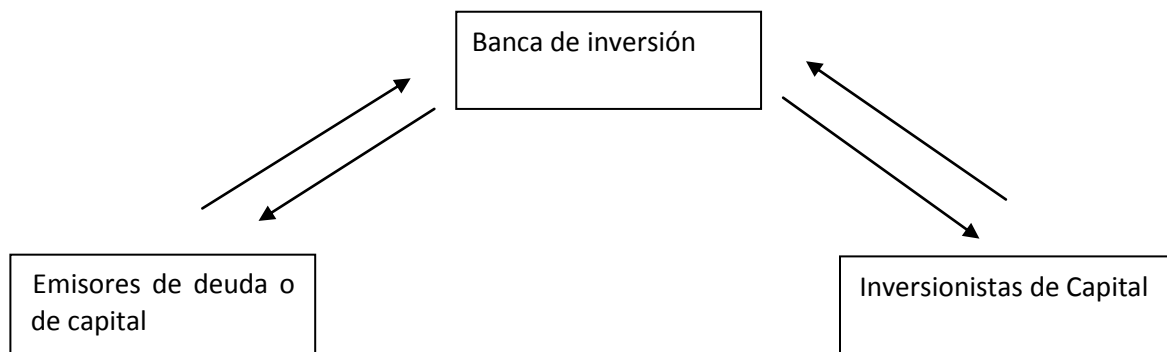 Banca de inversión
Emisores de deuda o
de capital
Inversionistas de Capital